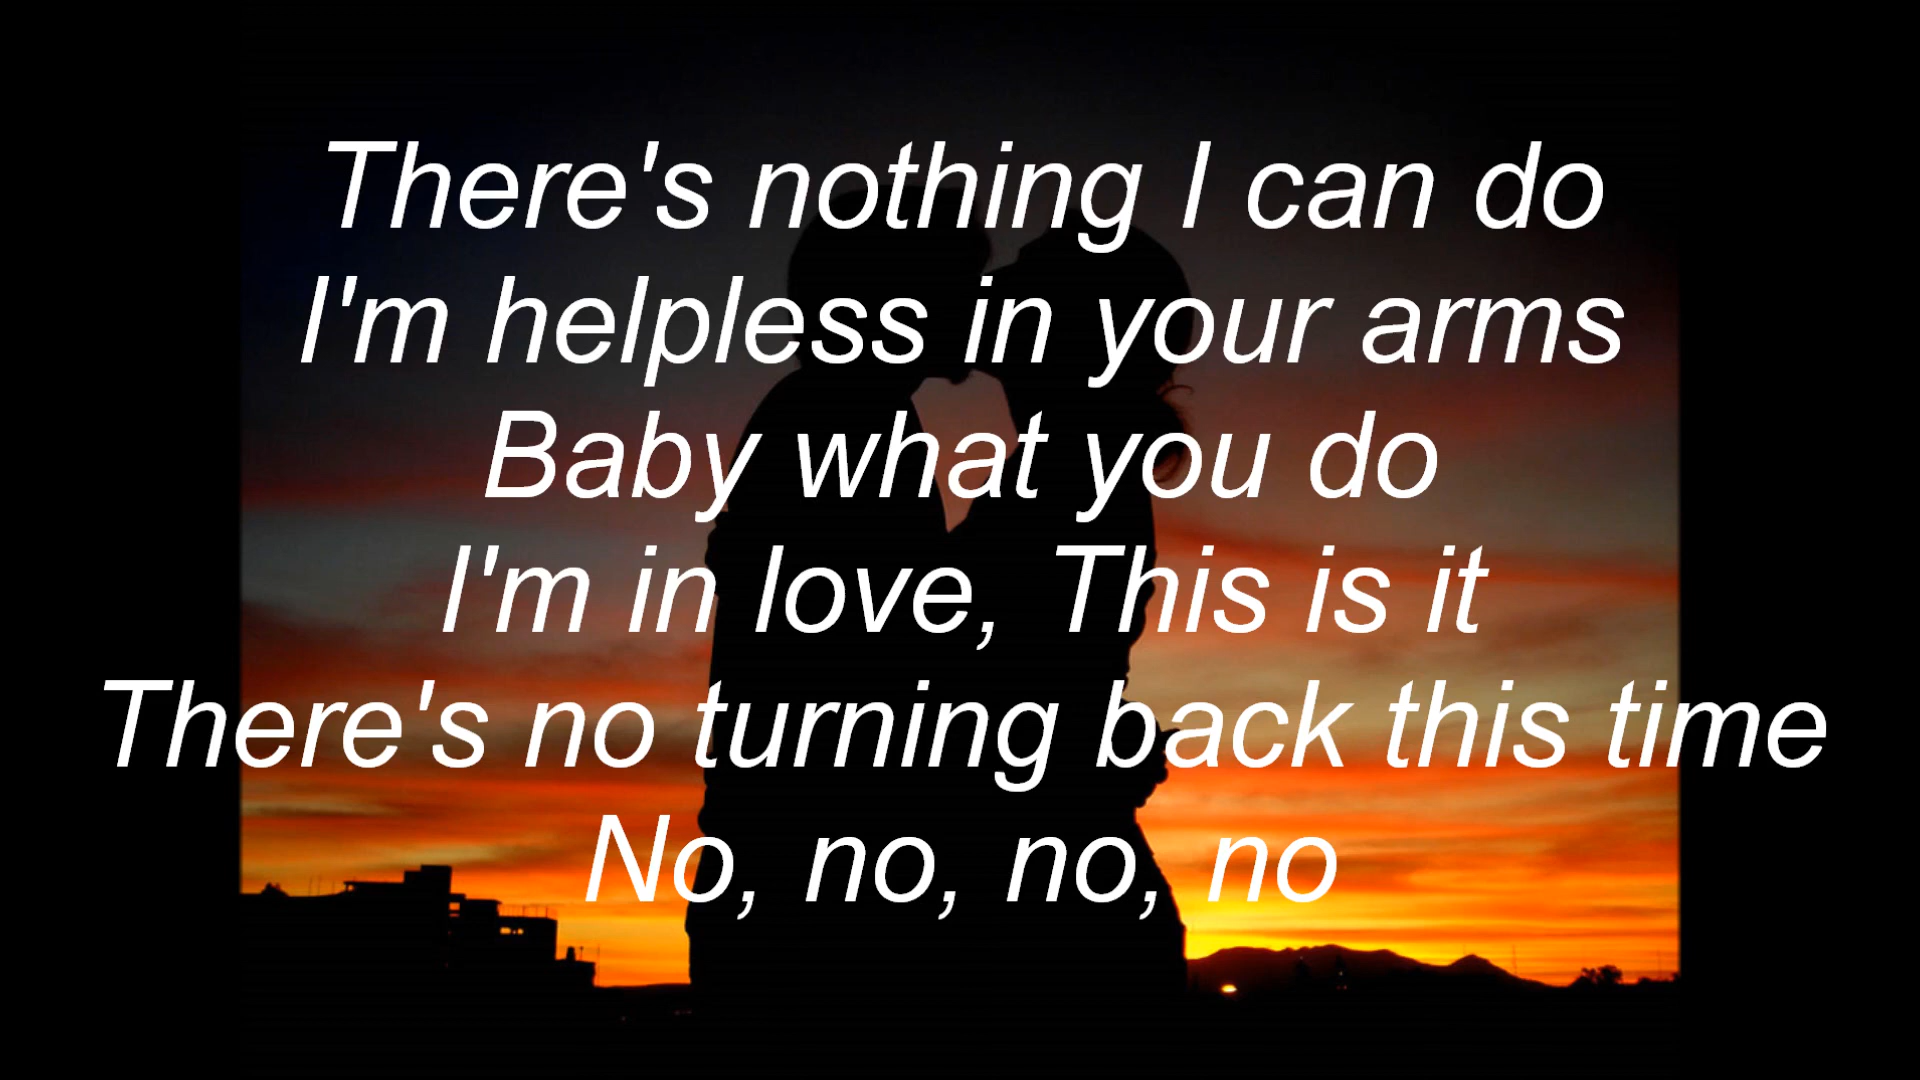 There's nothing I can do
I'm helpless in your arms
Baby what you do
I'm in love, This is it
There's no turning back this time
No, no, no, no